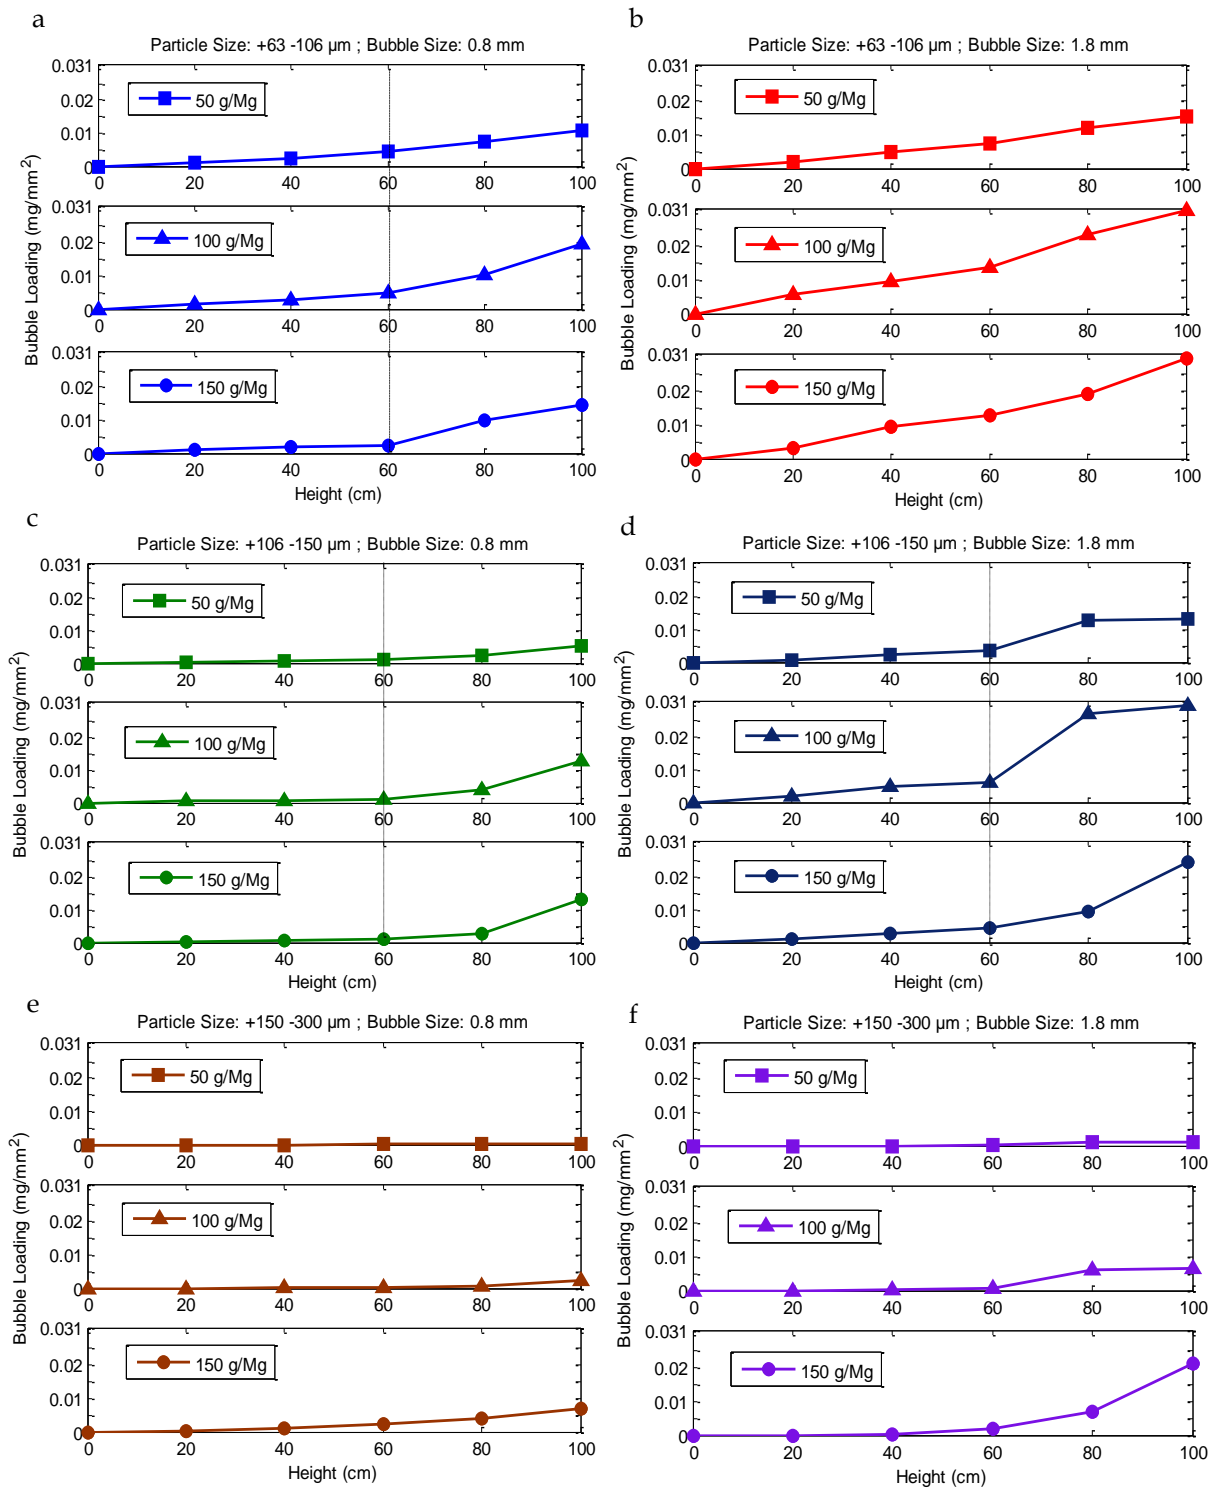 a
Particle Size: +63 -106 µm ; Bubble Size: 0.8 mm
Bubble Loading (mg/mm²)
0.031
0.02
0.01
0
50 g/Mg
0 20 40 60 80 100
0.031
0.02
0.01
0
100 g/Mg
0 20 40 60 80 100
0.031
0.02
0.01
0
150 g/Mg
0 20 40 60 80 100
Height (cm)
b
Particle Size: +63 -106 µm ; Bubble Size: 1.8 mm
Bubble Loading (mg/mm²)
0.031
0.02
0.01
0
50 g/Mg
0 20 40 60 80 100
0.031
0.02
0.01
0
100 g/Mg
0 20 40 60 80 100
0.031
0.02
0.01
0
150 g/Mg
0 20 40 60 80 100
Height (cm)
c
Particle Size: +106 -150 µm ; Bubble Size: 0.8 mm
Bubble Loading (mg/mm²)
0.031
0.02
0.01
0
50 g/Mg
0 20 40 60 80 100
0.031
0.02
0.01
0
100 g/Mg
0 20 40 60 80 100
0.031
0.02
0.01
0
150 g/Mg
0 20 40 60 80 100
Height (cm)
d
Particle Size: +106 -150 µm ; Bubble Size: 1.8 mm
Bubble Loading (mg/mm²)
0.031
0.02
0.01
0
50 g/Mg
0 20 40 60 80 100
0.031
0.02
0.01
0
100 g/Mg
0 20 40 60 80 100
0.031
0.02
0.01
0
150 g/Mg
0 20 40 60 80 100
Height (cm)
e
Particle Size: +150 -300 µm ; Bubble Size: 0.8 mm
Bubble Loading (mg/mm²)
0.031
0.02
0.01
0
50 g/Mg
0 20 40 60 80 100
0.031
0.02
0.01
0
100 g/Mg
0 20 40 60 80 100
0.031
0.02
0.01
0
150 g/Mg
0 20 40 60 80 100
Height (cm)
f
Particle Size: +150 -300 µm ; Bubble Size: 1.8 mm
Bubble Loading (mg/mm²)
0.031
0.02
0.01
0
50 g/Mg
0 20 40 60 80 100
0.031
0.02
0.01
0
100 g/Mg
0 20 40 60 80 100
0.031
0.02
0.01
0
150 g/Mg
0 20 40 60 80 100
Height (cm)